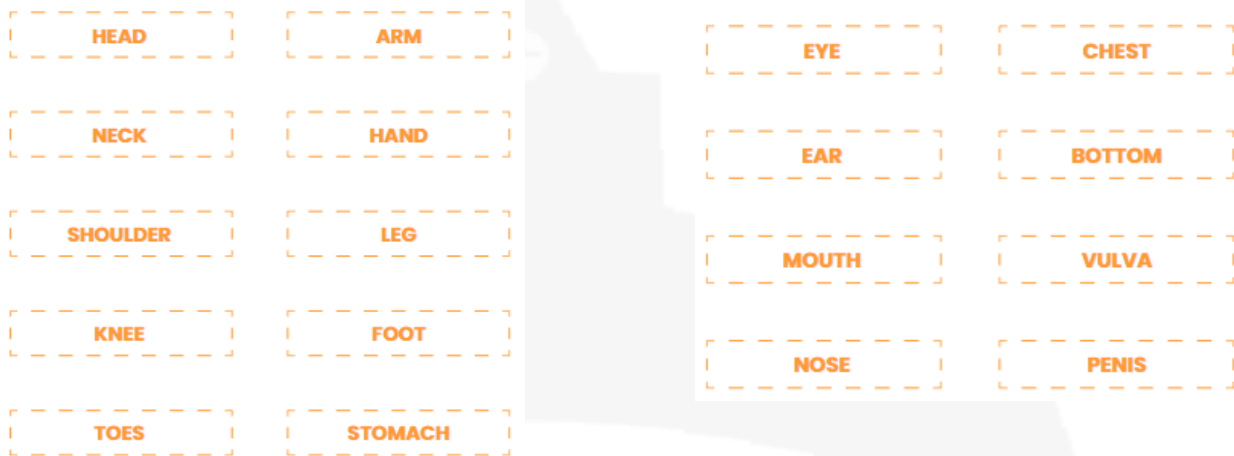 HEAD
ARM
NECK
HAND
SHOULDER
LEG
KNEE
FOOT
TOES
STOMACH
EYE
CHEST
EAR
BOTTOM
MOUTH
VULVA
NOSE
PENIS